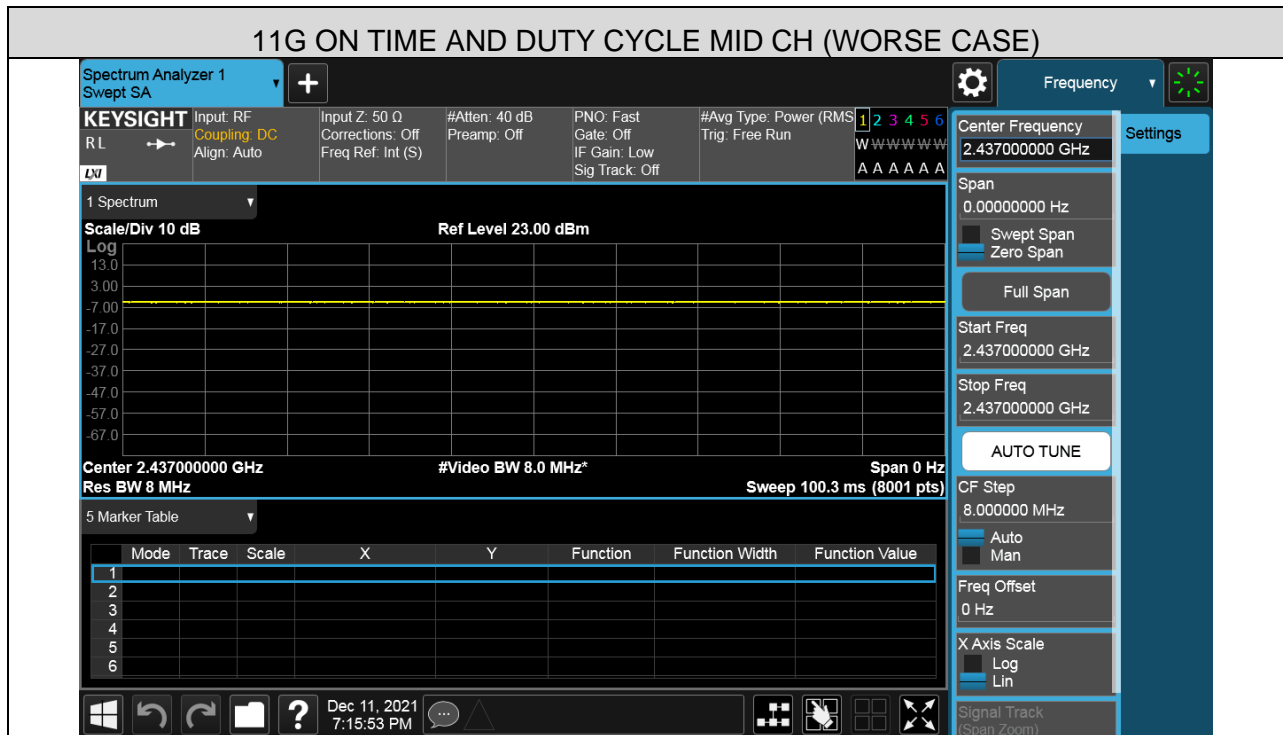 11G ON TIME AND DUTY CYCLE MID CH (WORSE CASE)
Spectrum Analyzer 1
Swept SA
+
Frequency
KEYSIGHT
RL
LXI
Input: RF
Coupling: DC
Align: Auto
Input Z: 50 Ω
Corrections: Off
Freq Ref: Int (S)
#Atten: 40 dB
Preamp: Off
PNO: Fast
Gate: Off
IF Gain: Low
Sig Track: Off
#Avg Type: Power (RMS
Trig: Free Run
1 2 3 4 5 6
W W W W W W
A A A A A A
1 Spectrum
Scale/Div 10 dB
Ref Level 23.00 dBm
Log
13.0
3.00
-7.00
-17.0
-27.0
-37.0
-47.0
-57.0
-67.0
Center 2.437000000 GHz
#Video BW 8.0 MHz*
Span 0 Hz
Res BW 8 MHz
Sweep 100.3 ms (8001 pts)
5 Marker Table
Mode Trace Scale X Y Function Function Width Function Value
1
2
3
4
5
6
?
Dec 11, 2021
7:15:53 PM
Center Frequency
2.437000000 GHz
Settings
Span
0.00000000 Hz
Swept Span
Zero Span
Full Span
Start Freq
2.437000000 GHz
Stop Freq
2.437000000 GHz
AUTO TUNE
CF Step
8.000000 MHz
Auto
Man
Freq Offset
0 Hz
X Axis Scale
Log
Lin
Signal Track
(Span Zoom)